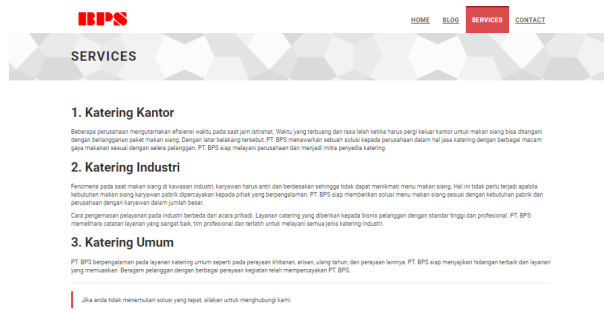 BPS
HOME BLOG SERVICES CONTACT
SERVICES
1. Katering Kantor
Beberapa perusahaan mengutamakan efisiensi waktu pada saat jam istirahat. Waktu yang terbuang dan rasa lelah ketika harus pergi keluar kantor untuk makan siang bisa ditangani
dengan berlangganan paket makan siang. Dengan latar belakang tersebut, PT. BPS menawarkan sebuah solusi kepada perusahaan dalam hal jasa katering dengan berbagai macam
gaya makanan sesuai dengan selera pelanggan. PT. BPS siap melayani perusahaan dan menjadi mitra penyedia katering.
2. Katering Industri
Fenomena pada saat makan siang di kawasan industri, karyawan harus antri dan berdesakan sehingga tidak dapat menikmati menu makan siang. Hal ini tidak perlu terjadi apabila
kebutuhan makan siang karyawan pabrik dipercayakan kepada pihak yang berpengalaman. PT. BPS siap memberikan solusi menu makan siang sesuai dengan kebutuhan pabrik dan
perusahaan dengan karyawan dalam jumlah besar.
Cara pengemasan pelayanan pada industri berbeda dari acara pribadi. Layanan catering yang diberikan kepada bisnis pelanggan dengan standar tinggi dan profesional. PT. BPS
memelihara catatan layanan yang sangat baik, tim profesional dan terlatih untuk melayani semua jenis katering industri.
3. Katering Umum
PT. BPS berpengalaman pada layanan katering umum seperti pada perayaan khitanan, arisan, ulang tahun, dan perayaan lainnya. PT. BPS siap menyajikan hidangan terbaik dan layanan
yang memuaskan. Beragam pelanggan dengan berbagai perayaan kegiatan telah mempercayakan PT. BPS.
Jika anda tidak menemukan solusi yang tepat, silakan untuk menghubungi kami